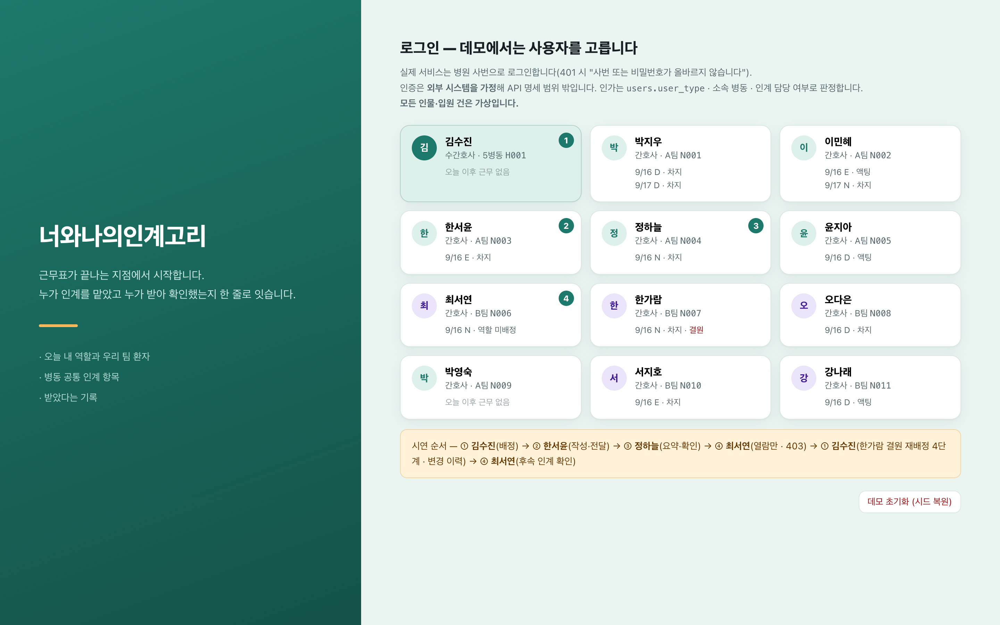 너와나의인계고리
근무표가 끝나는 지점에서 시작합니다.
누가 인계를 맡았고 누가 받아 확인했는지 한 줄로 잇습니다.
· 오늘 내 역할과 우리 팀 환자
· 병동 공통 인계 항목
· 받았다는 기록
로그인 — 데모에서는 사용자를 고릅니다
실제 서비스는 병원 사번으로 로그인합니다(401 시 "사번 또는 비밀번호가 올바르지 않습니다").
인증은 외부 시스템을 가정해 API 명세 범위 밖입니다. 인가는 users.user_type · 소속 병동 · 인계 담당 여부로 판정합니다.
모든 인물·입원 건은 가상입니다.
김
김수진
1
수간호사 · 5병동 H001
오늘 이후 근무 없음
박
박지우
간호사 · A팀 N001
9/16 D · 차지
9/17 D · 차지
이
이민혜
간호사 · A팀 N002
9/16 E · 액팅
9/17 N · 차지
한
한서윤
2
간호사 · A팀 N003
9/16 E · 차지
정
정하늘
3
간호사 · A팀 N004
9/16 N · 차지
윤
윤지아
간호사 · A팀 N005
9/16 D · 액팅
최
최서연
4
간호사 · B팀 N006
9/16 N · 역할 미배정
한
한가람
간호사 · B팀 N007
9/16 N · 차지 · 결원
오
오다은
간호사 · B팀 N008
9/16 D · 차지
박
박영숙
간호사 · A팀 N009
오늘 이후 근무 없음
서
서지호
간호사 · B팀 N010
9/16 E · 차지
강
강나래
간호사 · B팀 N011
9/16 D · 액팅
시연 순서 — ① 김수진(배정) → ② 한서윤(작성·전달) → ③ 정하늘(요약·확인) → ④ 최서연(열람만 · 403) → ① 김수진(한가람 결원 재배정 4단
계 · 변경 이력) → ④ 최서연(후속 인계 확인)
데모 초기화 (시드 복원)